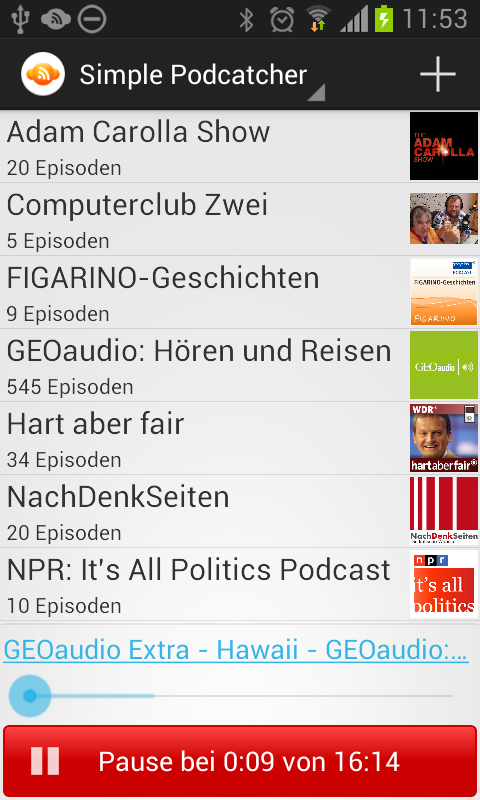 11:53
Simple Podcatcher
Adam Carolla Show
20 Episoden
THE
ADAM
CAROLLA
SHOW
Computerclub Zwei
5 Episoden
FIGARINO-Geschichten
9 Episoden
PODCAST
FIGARINO-Geschichten
FIGARINO
GEOaudio: Hören und Reisen
545 Episoden
GEOaudio
Hart aber fair
34 Episoden
WDR
hartaberfair
NachDenkSeiten
20 Episoden
NachDenkSeiten
NPR: It's All Politics Podcast
10 Episoden
npr
it's all
politics
GEOaudio Extra - Hawaii - GEOaudio:...
Pause bei 0:09 von 16:14